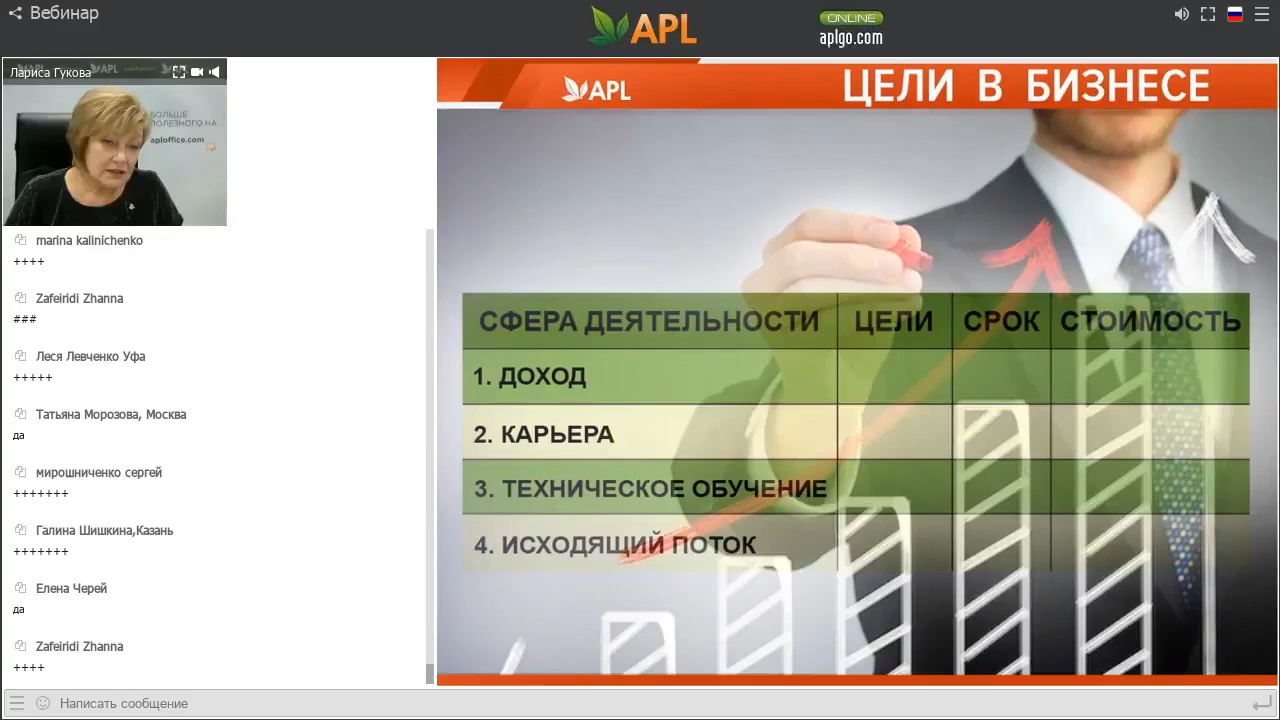 Вебинар
APL
ONLINE
aplgo.com
Лариса Гукова
БОЛЬШЕ
ПОЛЕЗНОГО НА
aploffice.com
marina kalinichenko
++++
Zafeiridi Zhanna
###
Леся Левченко Уфа
+++++
Татьяна Морозова, Москва
да
мирошниченко сергей
+++++++
Галина Шишкина,Казань
+++++++
Елена Черей
да
Zafeiridi Zhanna
++++
Написать сообщение
APL
ЦЕЛИ В БИЗНЕСЕ
СФЕРА ДЕЯТЕЛЬНОСТИ ЦЕЛИ СРОК СТОИМОСТЬ
1. ДОХОД
2. КАРЬЕРА
3. ТЕХНИЧЕСКОЕ ОБУЧЕНИЕ
4. ИСХОДЯЩИЙ ПОТОК